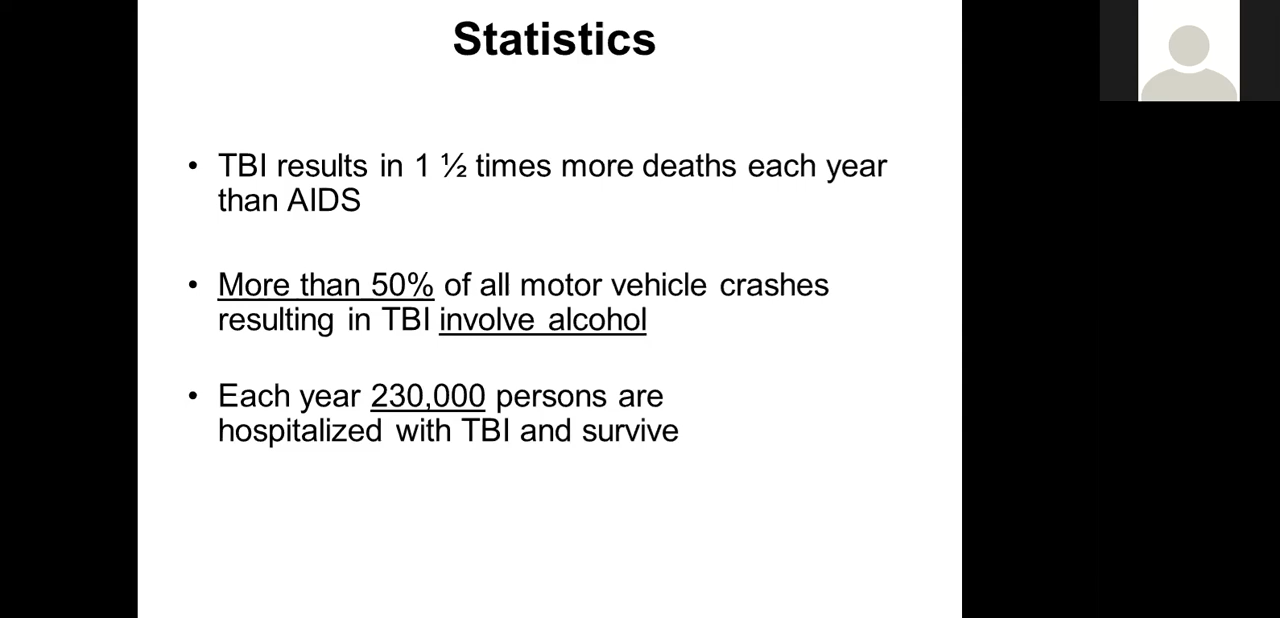 Statistics
• TBI results in 1 ½ times more deaths each year
than AIDS
• More than 50% of all motor vehicle crashes
resulting in TBI involve alcohol
• Each year 230,000 persons are
hospitalized with TBI and survive